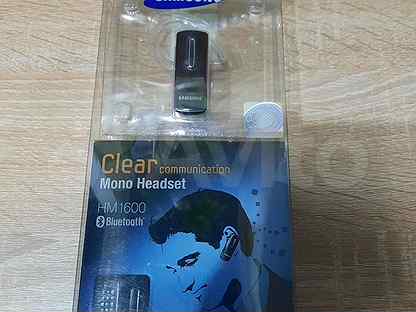 SAMSUNG
SAMSUNG
Clear communication
Mono Headset
HM1600
Bluetooth®